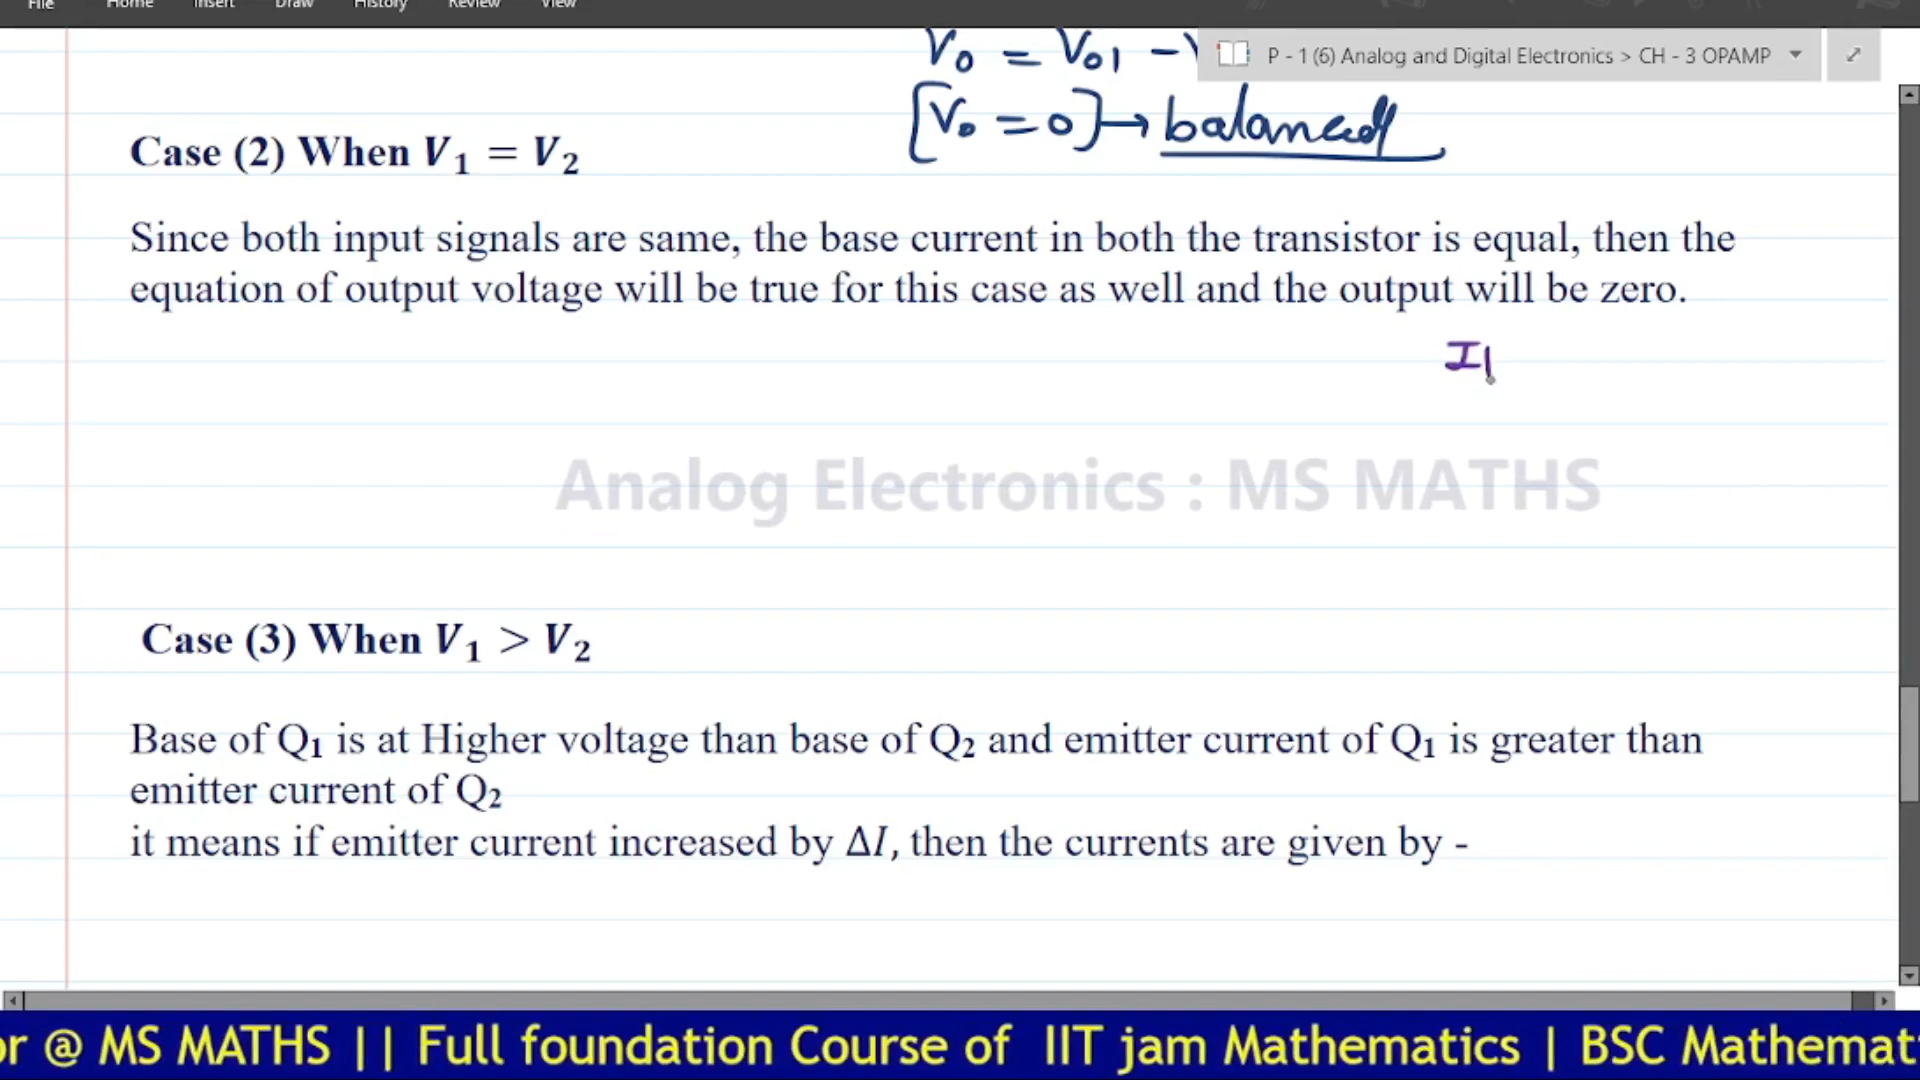 File Home Insert Draw History Review View
V₀ = V₀₁ –
P - 1 (6) Analog and Digital Electronics > CH - 3 OPAMP
[V₀ = 0] → balanced
Case (2) When V₁ = V₂
Since both input signals are same, the base current in both the transistor is equal, then the
equation of output voltage will be true for this case as well and the output will be zero.
I
Analog Electronics : MS MATHS
Case (3) When V₁ > V₂
Base of Q₁ is at Higher voltage than base of Q₂ and emitter current of Q₁ is greater than
emitter current of Q₂
it means if emitter current increased by ΔI, then the currents are given by -
or @ MS MATHS || Full foundation Course of IIT jam Mathematics | BSC Mathemat